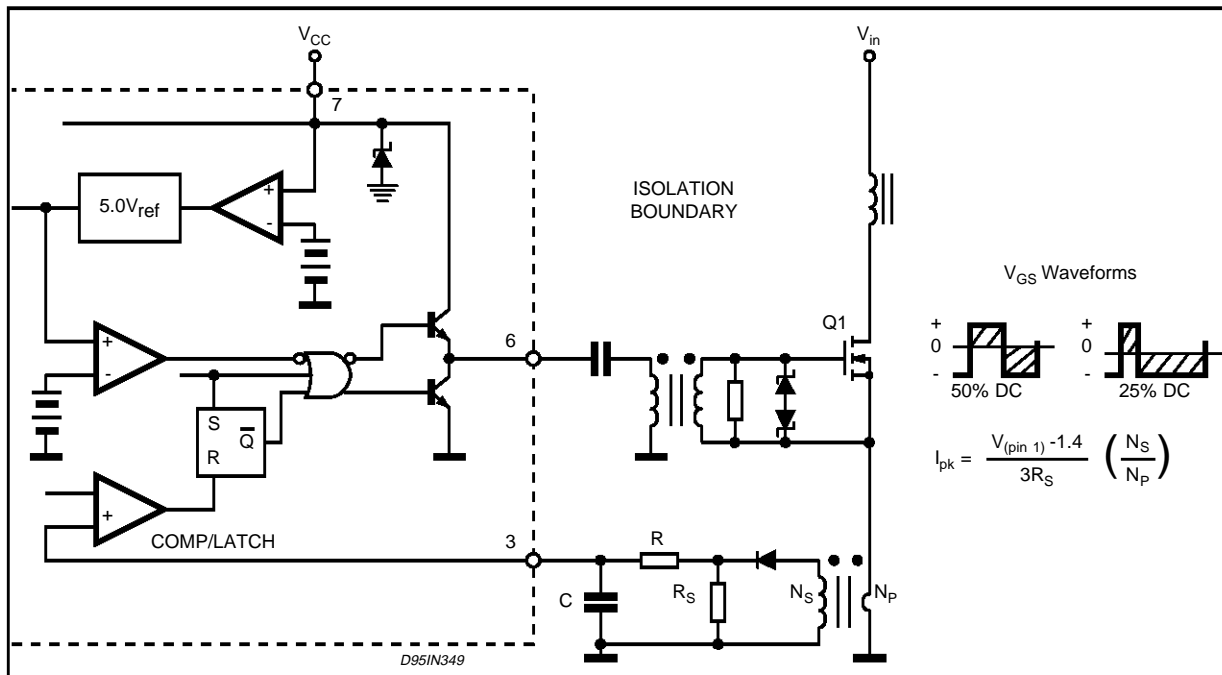 VCC
Vin
7
ISOLATION
BOUNDARY
5.0Vref
+
-
VGS Waveforms
Q1
6
+
0
-
50% DC
+
0
-
25% DC
+
-
S
R
Q̅
Ipk = V(pin 1) -1.4 / 3RS (NS / NP)
+
COMP/LATCH
3
R
C
RS
NS
NP
D95IN349